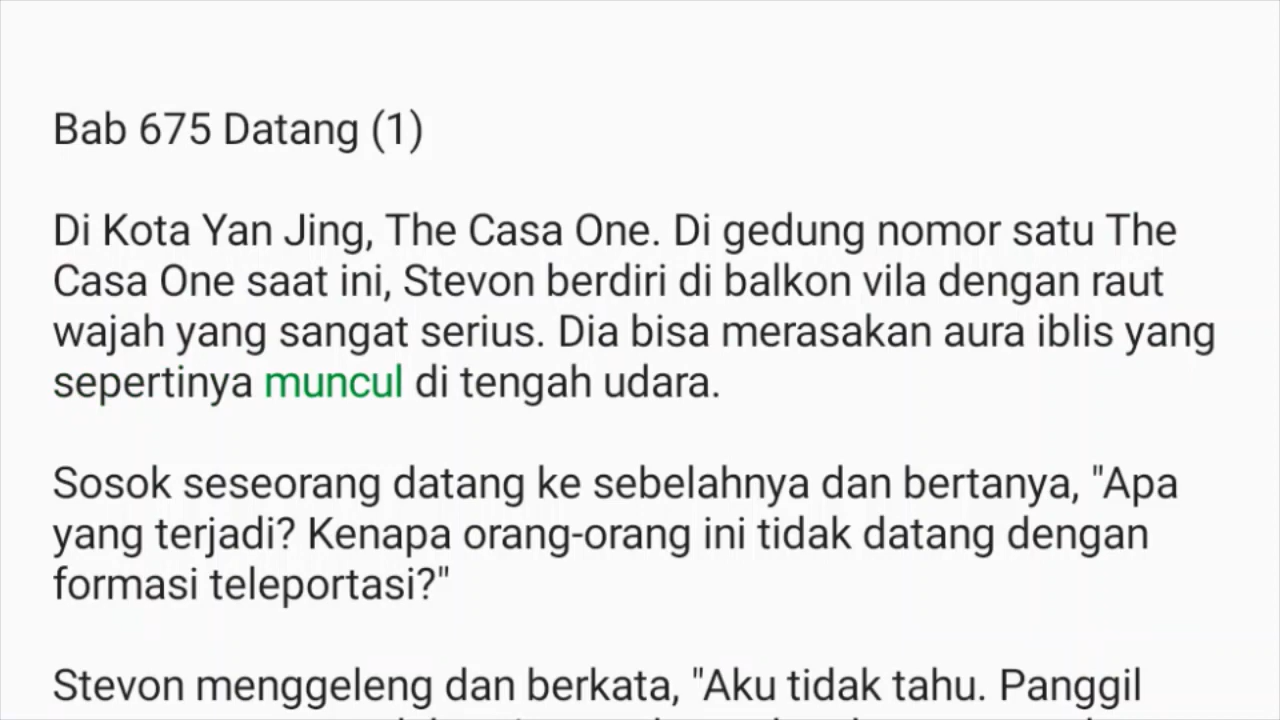 Bab 675 Datang (1)
Di Kota Yan Jing, The Casa One. Di gedung nomor satu The
Casa One saat ini, Stevon berdiri di balkon vila dengan raut
wajah yang sangat serius. Dia bisa merasakan aura iblis yang
sepertinya muncul di tengah udara.
Sosok seseorang datang ke sebelahnya dan bertanya, "Apa
yang terjadi? Kenapa orang-orang ini tidak datang dengan
formasi teleportasi?"
Stevon menggeleng dan berkata, "Aku tidak tahu. Panggil